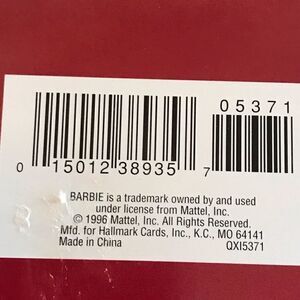 05371
0 15012 38935 7
BARBIE is a trademark owned by and used
under license from Mattel, Inc.
© 1996 Mattel, Inc. All Rights Reserved.
Mfd. for Hallmark Cards, Inc., K.C., MO 64141
Made in China QXI5371